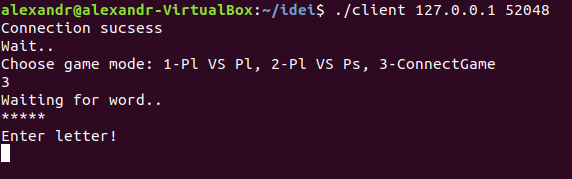 alexandr@alexandr-VirtualBox:~/idei$ ./client 127.0.0.1 52048
Connection sucsess
Wait..
Choose game mode: 1-Pl VS Pl, 2-Pl VS Ps, 3-ConnectGame
3
Waiting for word..
*****
Enter letter!